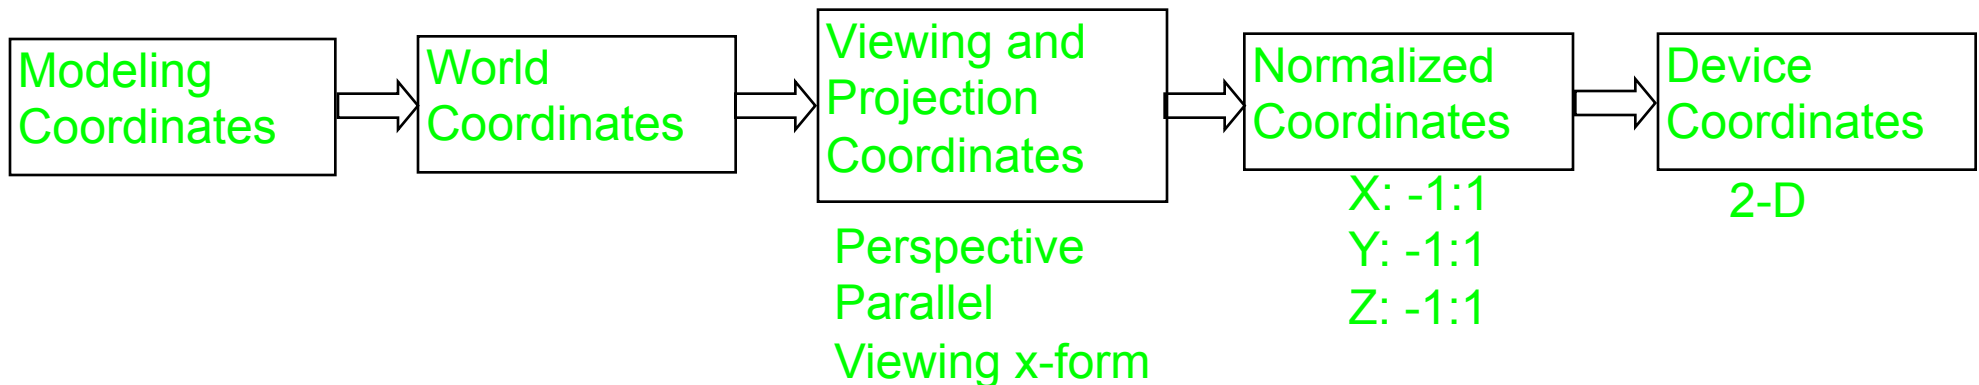 Modeling
Coordinates
World
Coordinates
Viewing and
Projection
Coordinates
Perspective
Parallel
Viewing x-form
Normalized
Coordinates
X: -1:1
Y: -1:1
Z: -1:1
Device
Coordinates
2-D